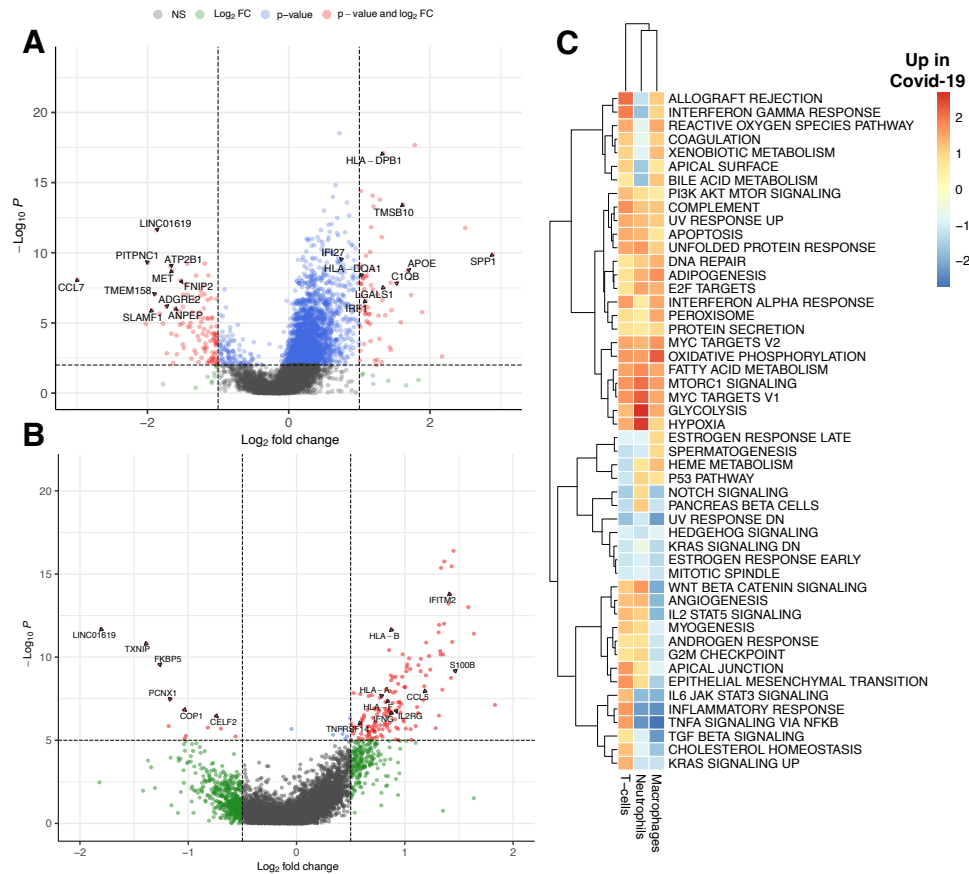 NS Log₂ FC p-value p − value and log₂ FC
A
− Log₁₀ P
20
15
10
5
0
HLA−DPB1
TMSB10
LINC01619
IFI27
PITPNC1
ATP2B1
HLA−DQA1
APOE
SPP1
CCL7
MET
FNIP2
C1QB
TMEM158
LGALS1
ADGRE2
IRF1
SLAMF1
ANPEP
−2
0
2
Log₂ fold change
B
− Log₁₀ P
20
15
10
5
0
IFITM2
LINC01619
HLA−B
TXNIP
FKBP5
S100B
PCNX1
HLA−A
CCL5
COP1
CELF2
IFNG
IL2RG
−2
−1
0
1
2
Log₂ fold change
C
Up in
Covid-19
2
1
0
−1
−2
ALLOGRAFT REJECTION
INTERFERON GAMMA RESPONSE
REACTIVE OXYGEN SPECIES PATHWAY
COAGULATION
XENOBIOTIC METABOLISM
APICAL SURFACE
BILE ACID METABOLISM
PI3K AKT MTOR SIGNALING
COMPLEMENT
UV RESPONSE UP
APOPTOSIS
UNFOLDED PROTEIN RESPONSE
DNA REPAIR
ADIPOGENESIS
E2F TARGETS
INTERFERON ALPHA RESPONSE
PEROXISOME
PROTEIN SECRETION
MYC TARGETS V2
OXIDATIVE PHOSPHORYLATION
FATTY ACID METABOLISM
MTORC1 SIGNALING
MYC TARGETS V1
GLYCOLYSIS
HYPOXIA
ESTROGEN RESPONSE LATE
SPERMATOGENESIS
HEME METABOLISM
P53 PATHWAY
NOTCH SIGNALING
PANCREAS BETA CELLS
UV RESPONSE DN
HEDGEHOG SIGNALING
KRAS SIGNALING DN
ESTROGEN RESPONSE EARLY
MITOTIC SPINDLE
WNT BETA CATENIN SIGNALING
ANGIOGENESIS
IL2 STAT5 SIGNALING
MYOGENESIS
ANDROGEN RESPONSE
G2M CHECKPOINT
APICAL JUNCTION
EPITHELIAL MESENCHYMAL TRANSITION
IL6 JAK STAT3 SIGNALING
INFLAMMATORY RESPONSE
TNFA SIGNALING VIA NFKB
TGF BETA SIGNALING
CHOLESTEROL HOMEOSTASIS
KRAS SIGNALING UP
T−cells
Neutrophils
Macrophages